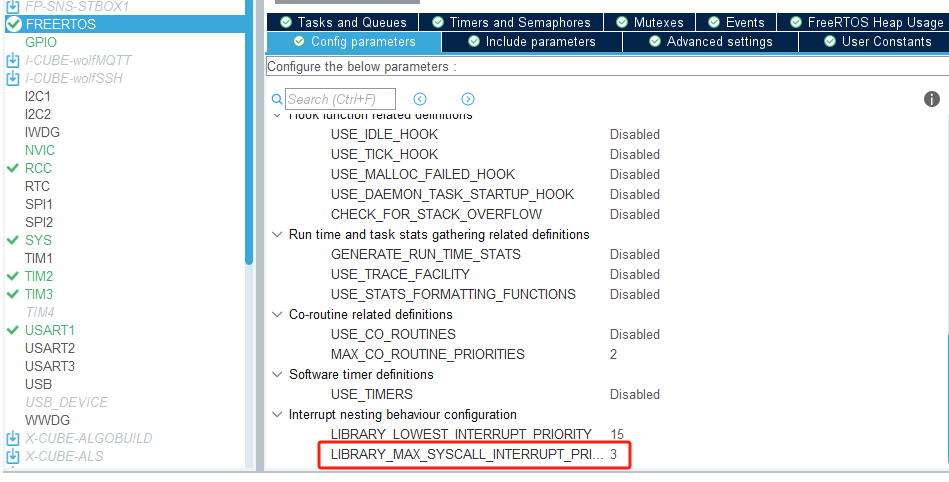 FP-SNS-STBOX1
FREERTOS
GPIO
I-CUBE-wolfMQTT
I-CUBE-wolfSSH
I2C1
I2C2
IWDG
NVIC
RCC
RTC
SPI1
SPI2
SYS
TIM1
TIM2
TIM3
TIM4
USART1
USART2
USART3
USB
USB_DEVICE
WWDG
X-CUBE-ALGOBUILD
X-CUBE-ALS
Tasks and Queues Timers and Semaphores Mutexes Events FreeRTOS Heap Usage
Config parameters Include parameters Advanced settings User Constants
Configure the below parameters :
Search (Ctrl+F)
Hook function related definitions
USE_IDLE_HOOK Disabled
USE_TICK_HOOK Disabled
USE_MALLOC_FAILED_HOOK Disabled
USE_DAEMON_TASK_STARTUP_HOOK Disabled
CHECK_FOR_STACK_OVERFLOW Disabled
Run time and task stats gathering related definitions
GENERATE_RUN_TIME_STATS Disabled
USE_TRACE_FACILITY Disabled
USE_STATS_FORMATTING_FUNCTIONS Disabled
Co-routine related definitions
USE_CO_ROUTINES Disabled
MAX_CO_ROUTINE_PRIORITIES 2
Software timer definitions
USE_TIMERS Disabled
Interrupt nesting behaviour configuration
LIBRARY_LOWEST_INTERRUPT_PRIORITY 15
LIBRARY_MAX_SYSCALL_INTERRUPT_PRI... 3